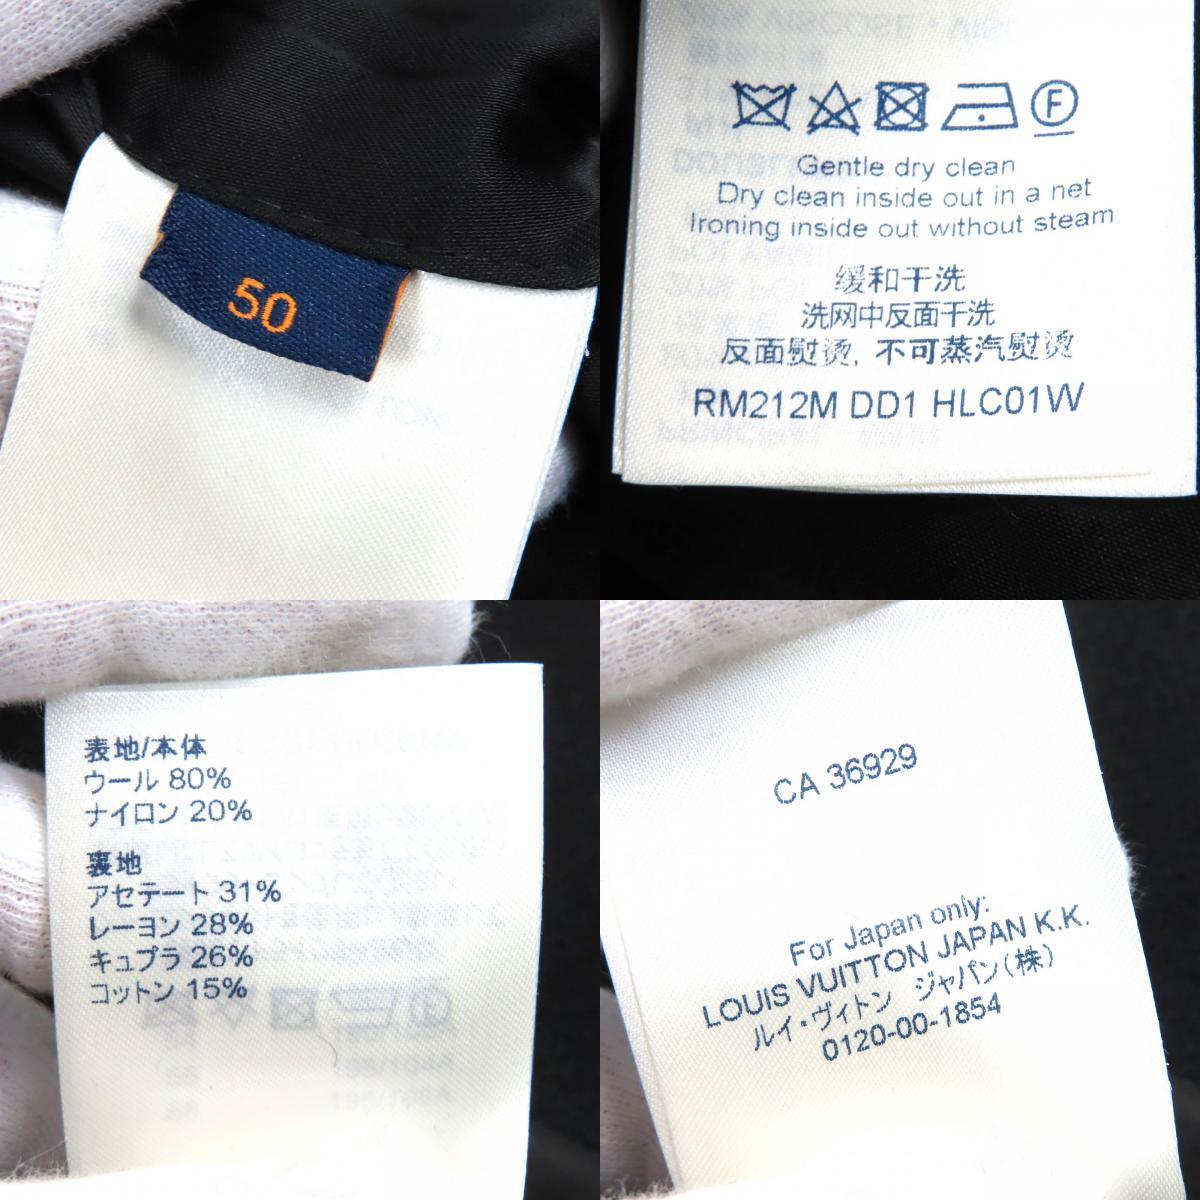 50
F
Gentle dry clean
Dry clean inside out in a net
Ironing inside out without steam
缓和干洗
洗网中反面干洗
反面熨烫, 不可蒸汽熨烫
RM212M DD1 HLC01W
表地/本体
ウール 80%
ナイロン 20%
裏地
アセテート 31%
レーヨン 28%
キュプラ 26%
コットン 15%
CA 36929
For Japan only:
LOUIS VUITTON JAPAN K.K.
ルイ・ヴィトン ジャパン(株)
0120-00-1854